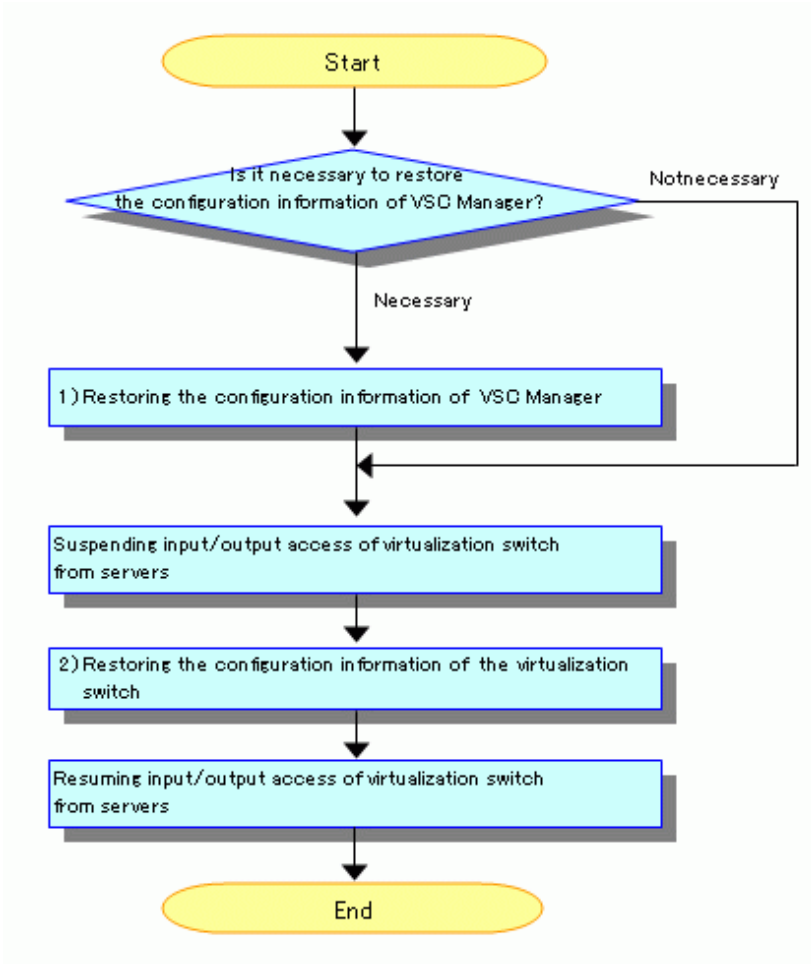 Start
Is it necessary to restore
the configuration information of VSC Manager?
Notnecessary
Necessary
1)Restoring the configuration information of VSC Manager
Suspending input/output access of virtualization switch
from servers
2)Restoring the configuration information of the virtualization
switch
Resuming input/output access of virtualization switch
from servers
End